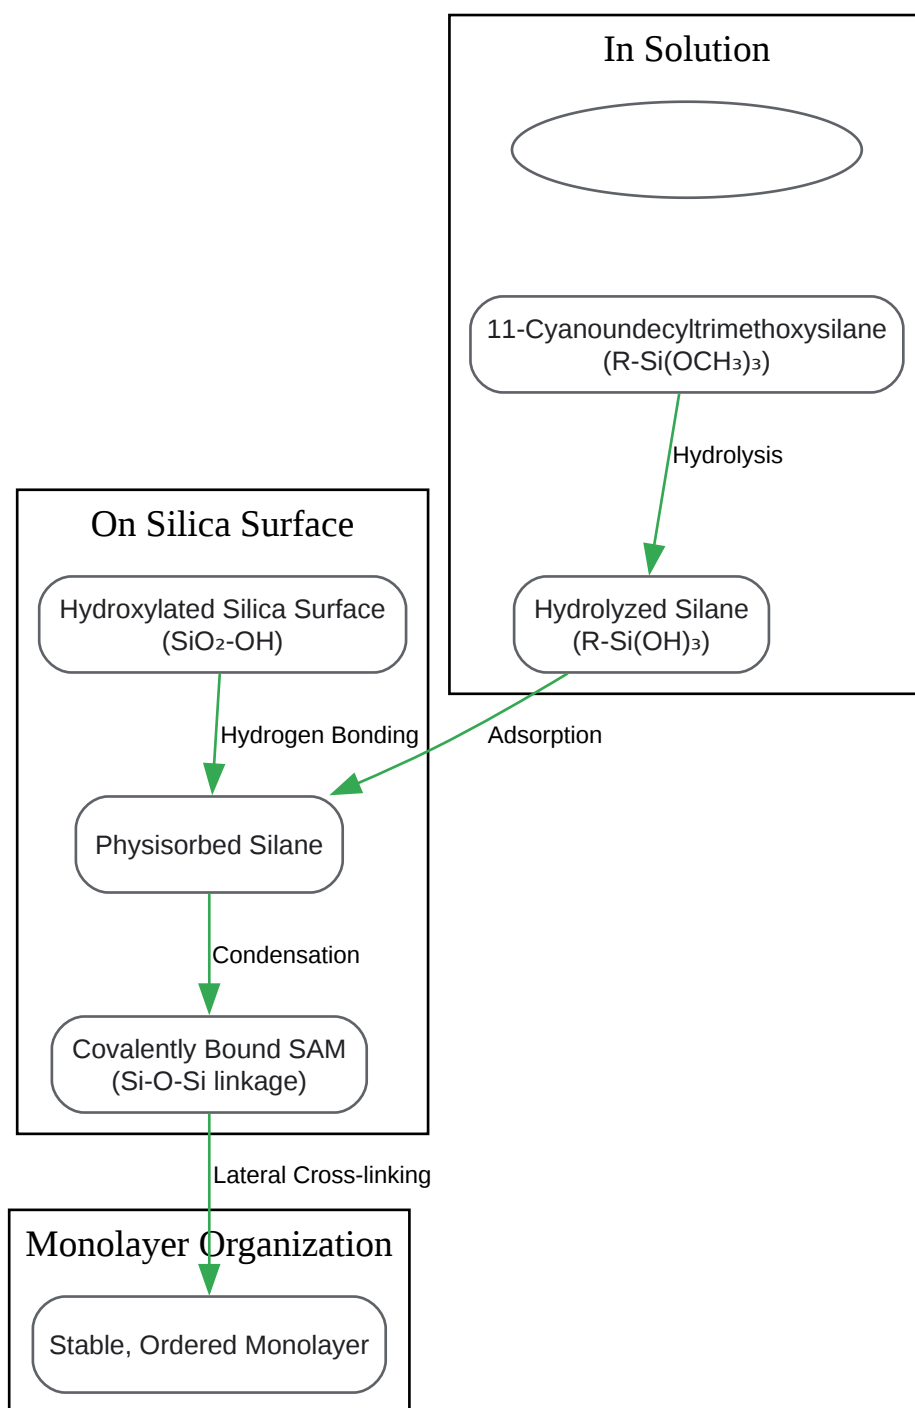 In Solution
11-Cyanoundecyltrimethoxysilane
(R-Si(OCH₃)₃)
Hydrolysis
On Silica Surface
Hydroxylated Silica Surface
(SiO₂-OH)
Hydrolyzed Silane
(R-Si(OH)₃)
Hydrogen Bonding
Adsorption
Physisorbed Silane
Condensation
Covalently Bound SAM
(Si-O-Si linkage)
Lateral Cross-linking
Monolayer Organization
Stable, Ordered Monolayer